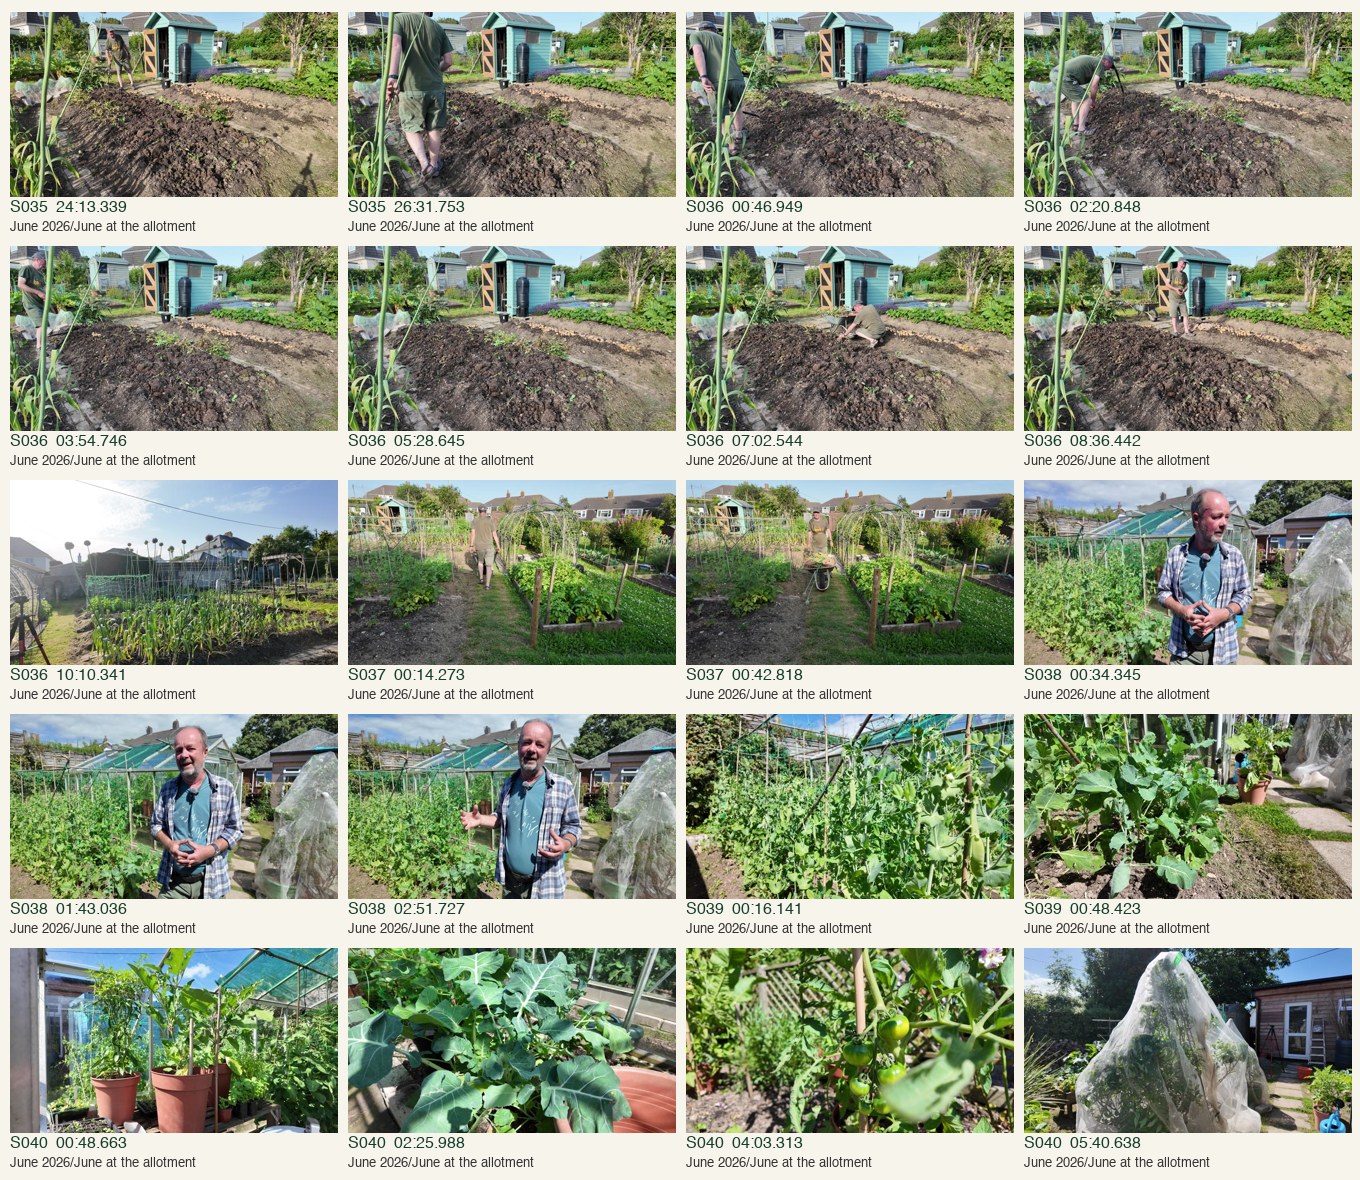 S035 24:13.339
June 2026/June at the allotment
S035 26:31.753
June 2026/June at the allotment
S036 00:46.949
June 2026/June at the allotment
S036 02:20.848
June 2026/June at the allotment
S036 03:54.746
June 2026/June at the allotment
S036 05:28.645
June 2026/June at the allotment
S036 07:02.544
June 2026/June at the allotment
S036 08:36.442
June 2026/June at the allotment
S036 10:10.341
June 2026/June at the allotment
S037 00:14.273
June 2026/June at the allotment
S037 00:42.818
June 2026/June at the allotment
S038 00:34.345
June 2026/June at the allotment
S038 01:43.036
June 2026/June at the allotment
S038 02:51.727
June 2026/June at the allotment
S039 00:16.141
June 2026/June at the allotment
S039 00:48.423
June 2026/June at the allotment
S040 00:48.663
June 2026/June at the allotment
S040 02:25.988
June 2026/June at the allotment
S040 04:03.313
June 2026/June at the allotment
S040 05:40.638
June 2026/June at the allotment